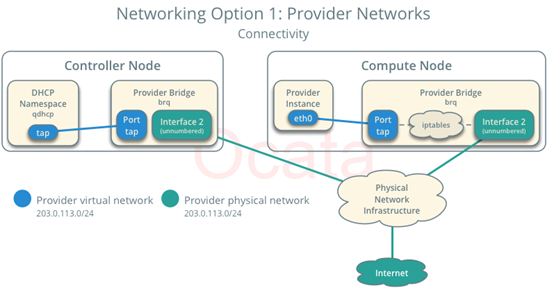 Networking Option 1: Provider Networks
Connectivity
Controller Node
DHCP
Namespace
qdhcp
tap
Provider Bridge
brq
Port
tap
Interface 2
(unnumbered)
Compute Node
Provider
Instance
eth0
Provider Bridge
brq
Port
tap
iptables
Interface 2
(unnumbered)
Ocata
Provider virtual network
203.0.113.0/24
Provider physical network
203.0.113.0/24
Physical
Network
Infrastructure
Internet